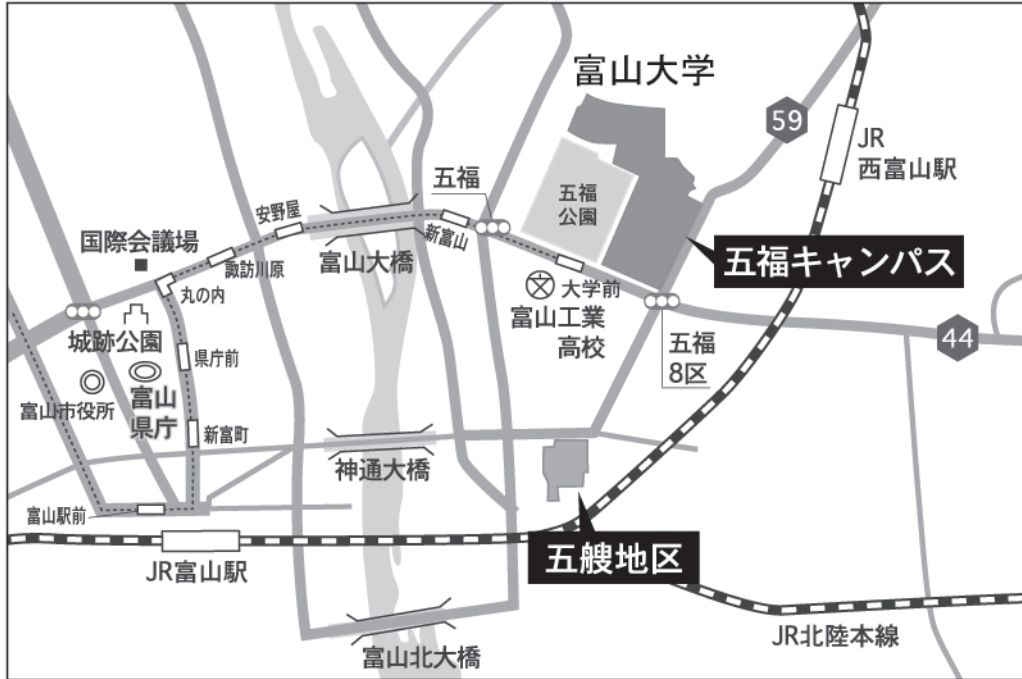 富山大学
59
JR
西富山駅
五福
五福
公園
安野屋
新富山
富山大橋
国際会議場
諏訪川原
丸の内
五福キャンパス
大学前
富山工業
高校
五福
8区
44
城跡公園
県庁前
富山市役所
富山
県庁
新富町
神通大橋
富山駅前
JR富山駅
五艘地区
JR北陸本線
富山北大橋